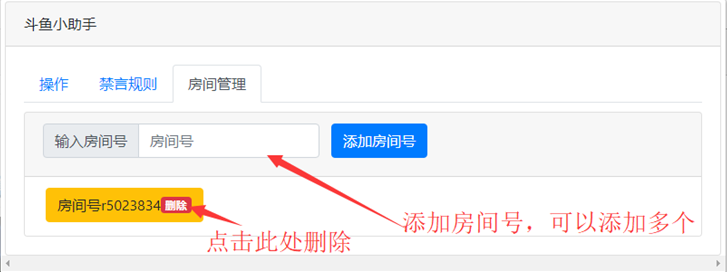 斗鱼小助手
操作 禁言规则 房间管理
输入房间号 房间号 添加房间号
房间号r5023834 删除
添加房间号，可以添加多个
点击此处删除